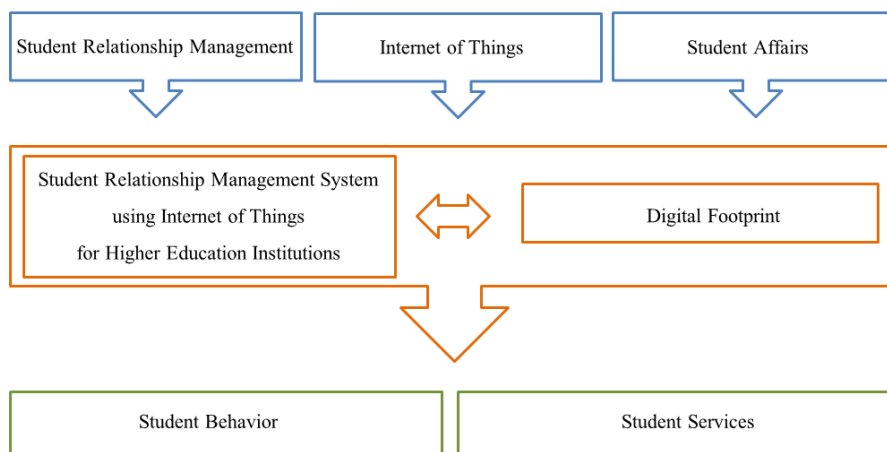 Student Relationship Management
Internet of Things
Student Affairs
Student Relationship Management System
using Internet of Things
for Higher Education Institutions
Digital Footprint
Student Behavior
Student Services